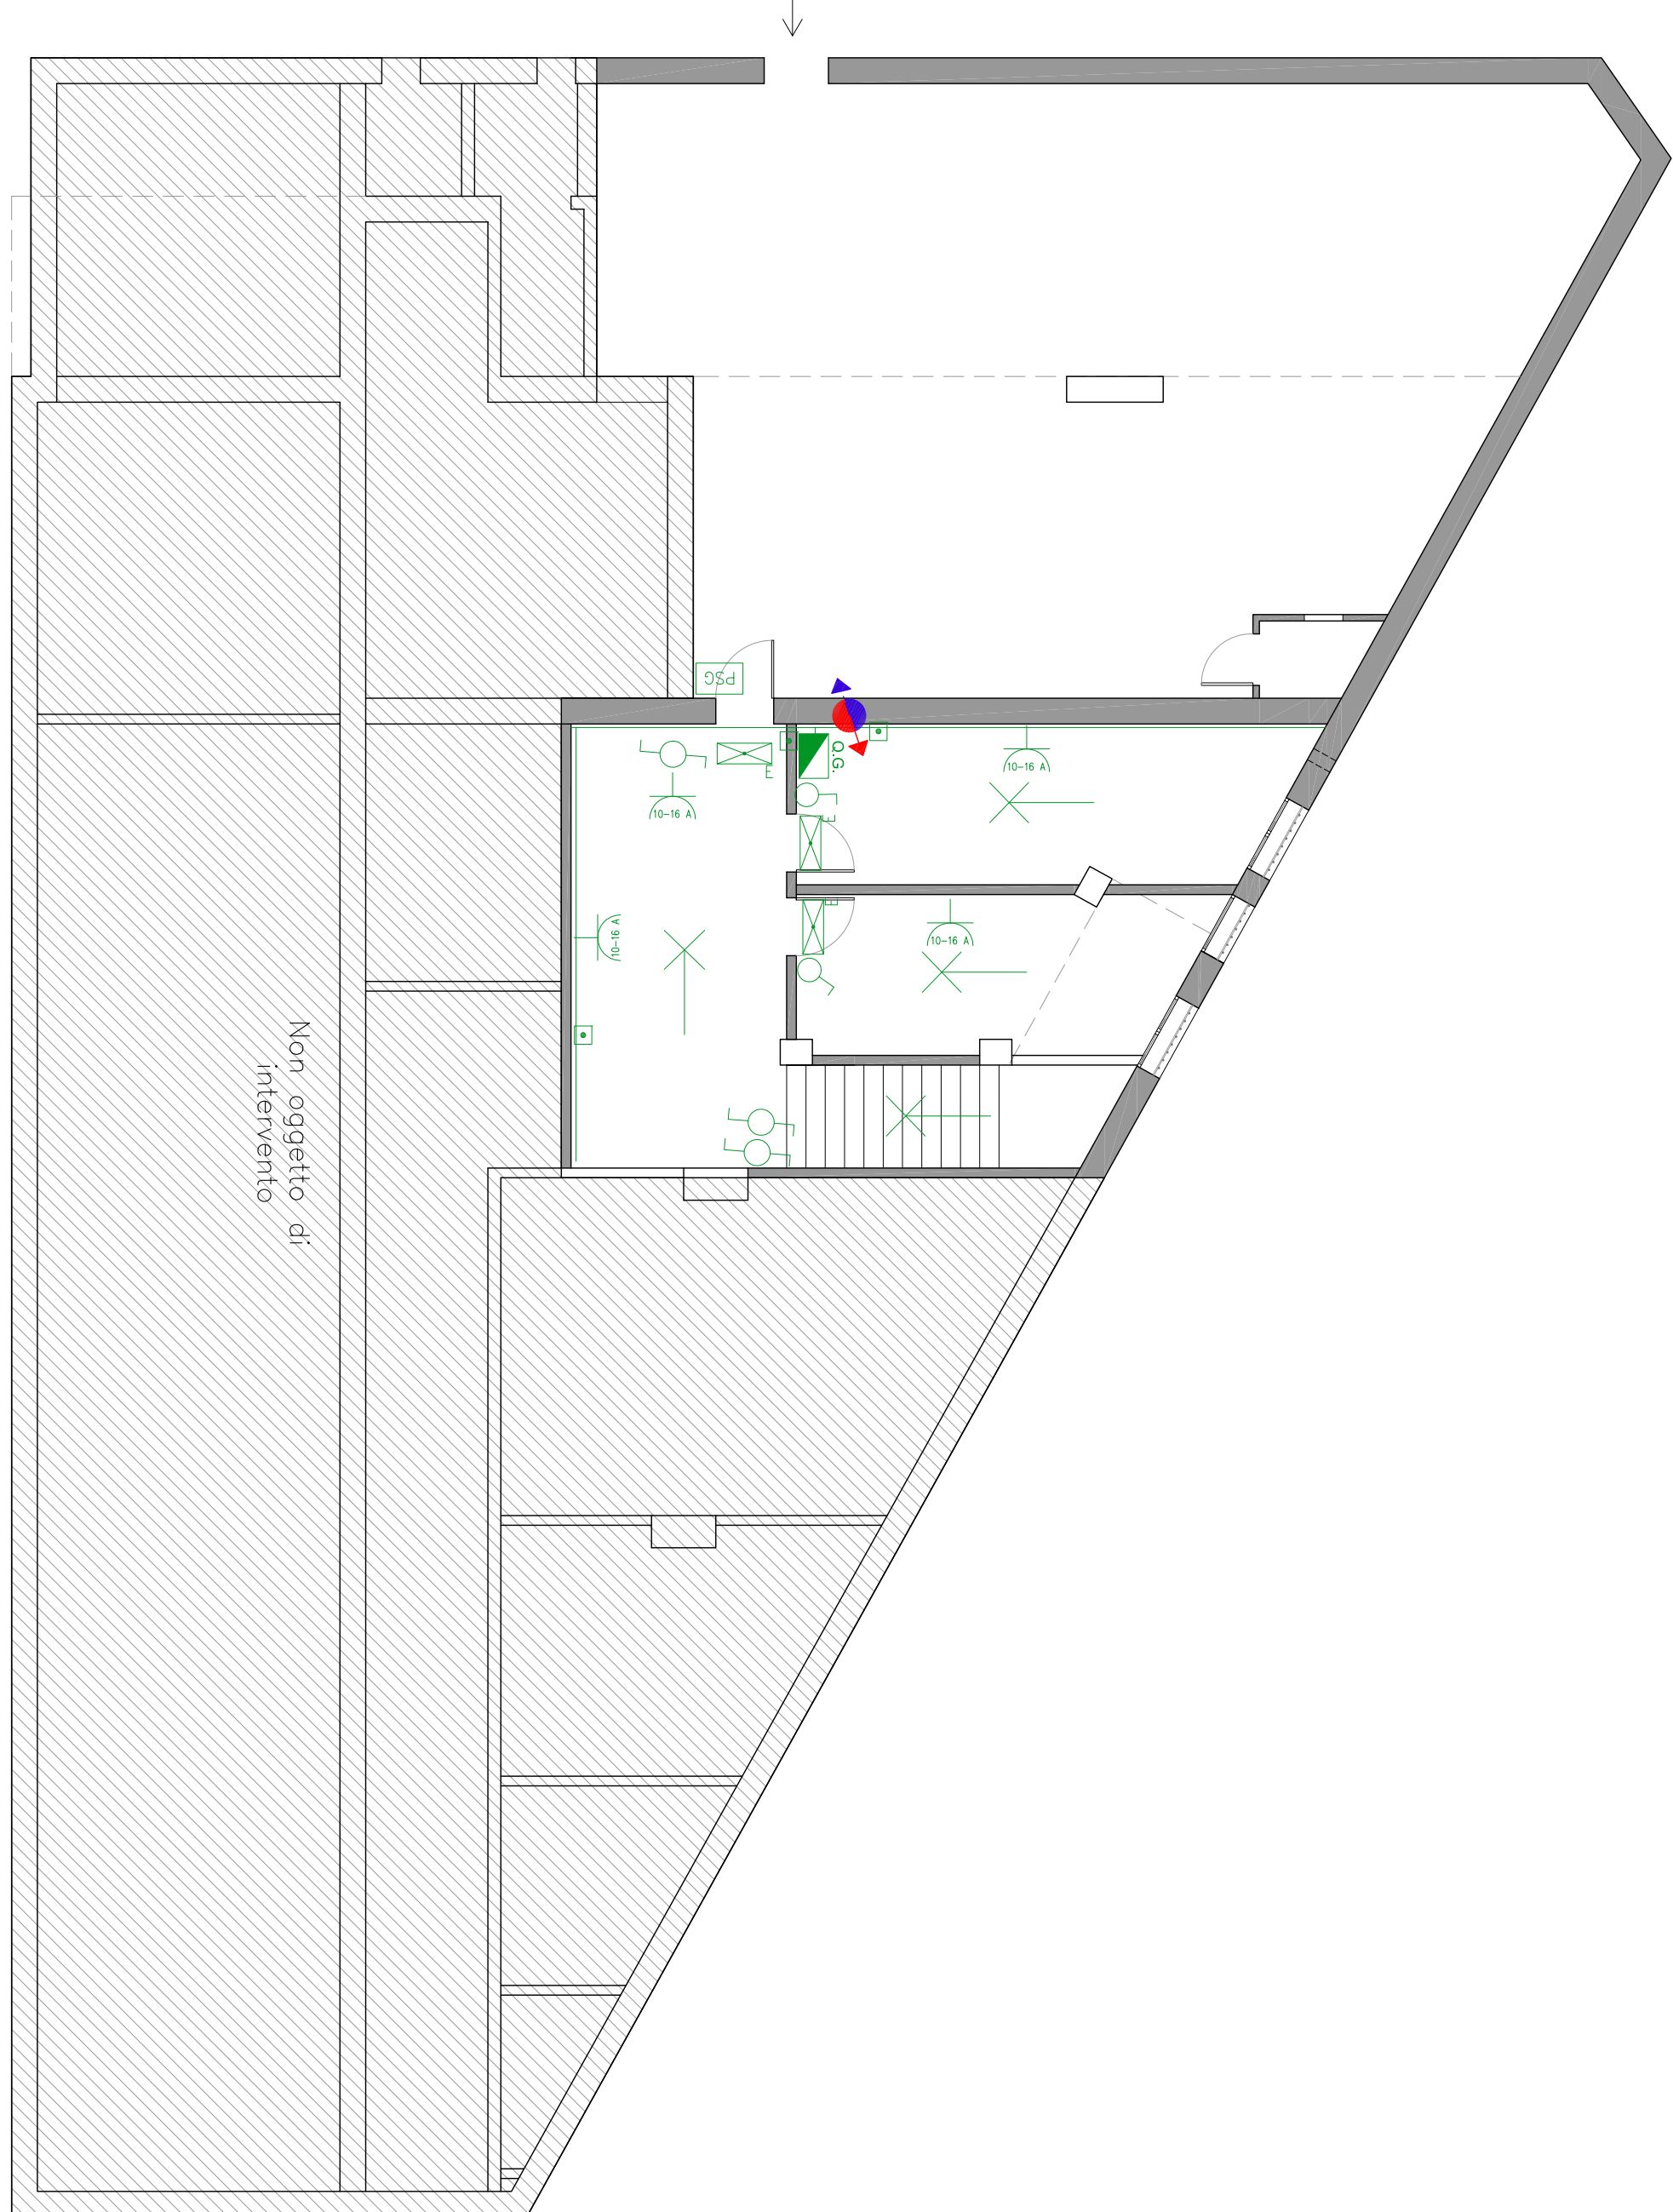 PSG
Q.G.
E
10-16 A
10-16 A
E
E
10-16 A
10-16 A
Non oggetto di
intervento